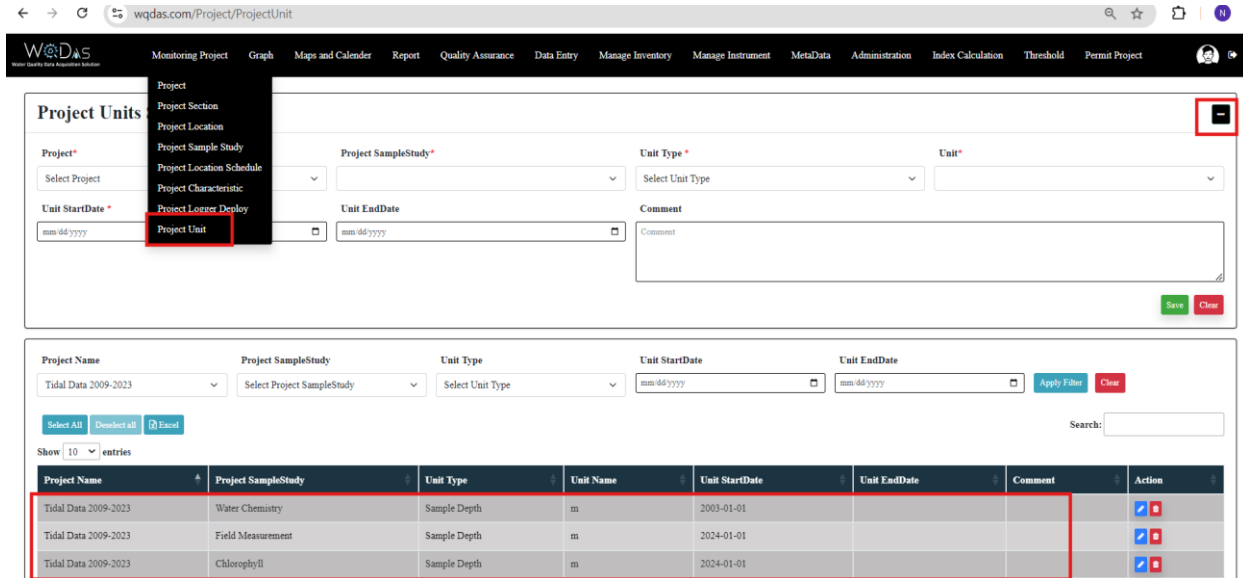 wqdas.com/Project/ProjectUnit
N
WQDAS
Water Quality Data Acquisition Solution
Monitoring Project Graph Maps and Calender Report Quality Assurance Data Entry Manage Inventory Manage Instrument MetaData Administration Index Calculation Threshold Permit Project
Project
Project Section
Project Location
Project Sample Study
Project Location Schedule
Project Characteristic
Project Logger Deploy
Project Unit
Project Units
Project* Project SampleStudy* Unit Type * Unit*
Select Project Select Unit Type
Unit StartDate * Unit EndDate Comment
mm/dd/yyyy mm/dd/yyyy Comment
Save Clear
Project Name Project SampleStudy Unit Type Unit StartDate Unit EndDate
Tidal Data 2009-2023 Select Project SampleStudy Select Unit Type mm/dd/yyyy mm/dd/yyyy Apply Filter Clear
Select All Deselect all Excel Search:
Show 10 entries
Project Name Project SampleStudy Unit Type Unit Name Unit StartDate Unit EndDate Comment Action
Tidal Data 2009-2023 Water Chemistry Sample Depth m 2003-01-01
Tidal Data 2009-2023 Field Measurement Sample Depth m 2024-01-01
Tidal Data 2009-2023 Chlorophyll Sample Depth m 2024-01-01